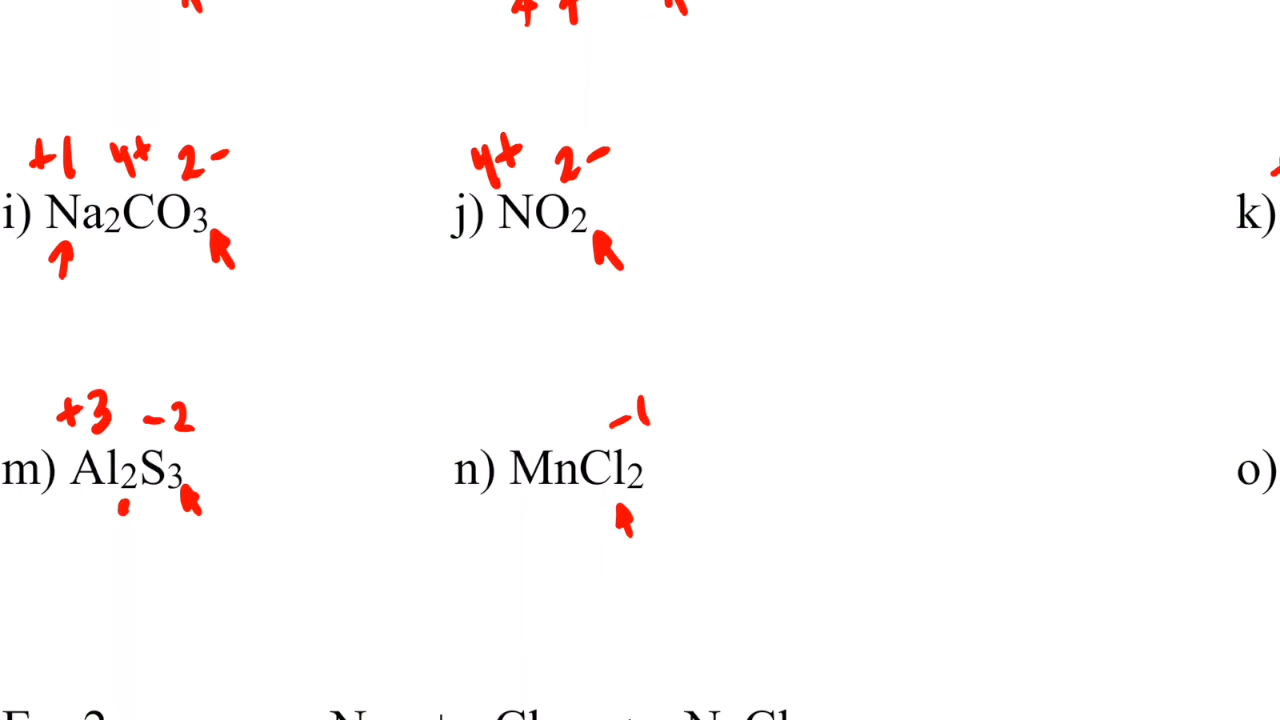 +1 4+ 2- 4+ 2-
i) Na2CO3 j) NO2 k)
+3 -2 -1
m) Al2S3 n) MnCl2 o)